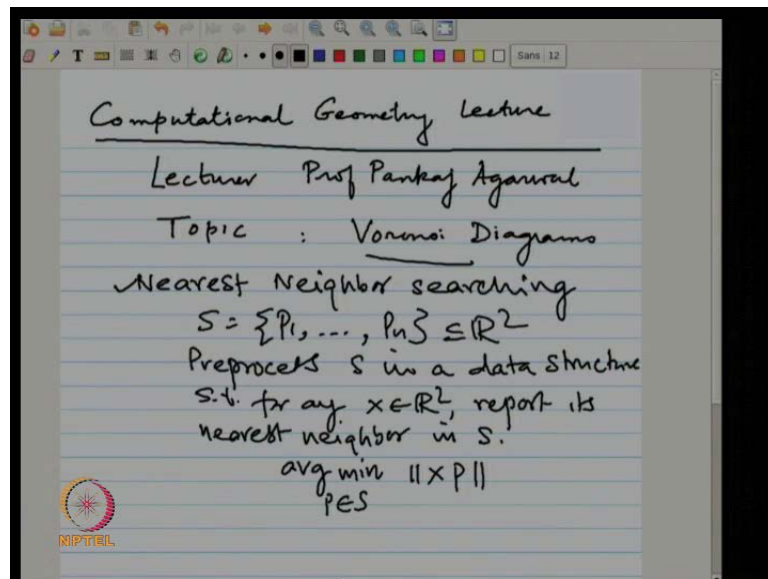 T Sans 12
Computational Geometry Lecture
Lecturer Prof Pankaj Agarwal
Topic : Voronoi Diagrams
Nearest Neighbor searching
S = {P1, ..., Pn} ⊆ ℝ²
Preprocess S in a data structure
s.t. for any x ∈ ℝ², report its
nearest neighbor in S.
arg min ||x p||
p∈S
NPTEL